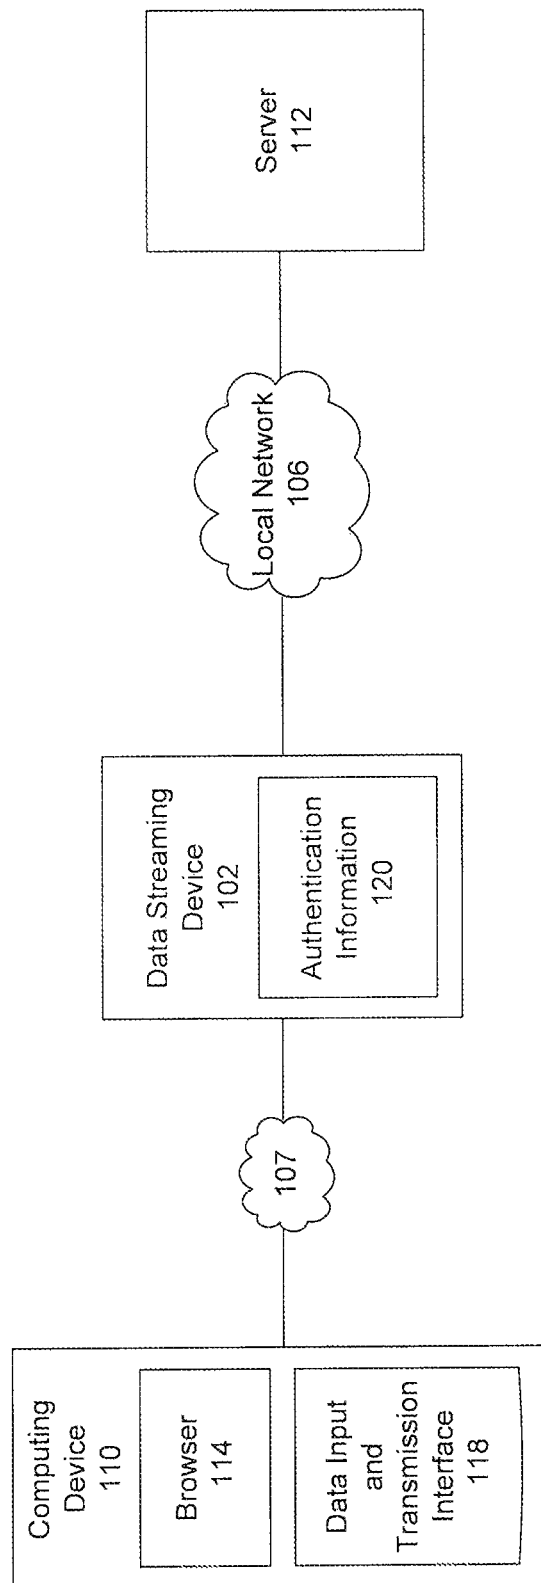 Computing
Device
110
Browser
114
Data Input
and
Transmission
Interface
118
107
Data Streaming
Device
102
Authentication
Information
120
Local Network
106
Server
112